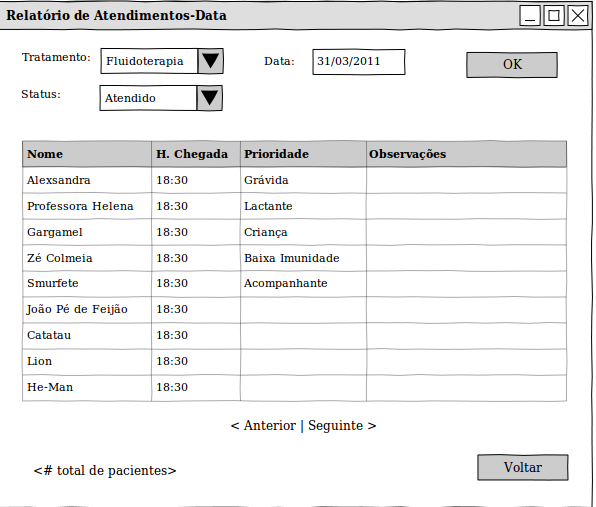 Relatório de Atendimentos-Data
Tratamento: Fluidoterapia Data: 31/03/2011 OK
Status: Atendido
Nome H. Chegada Prioridade Observações
Alexsandra 18:30 Grávida
Professora Helena 18:30 Lactante
Gargamel 18:30 Criança
Zé Colmeia 18:30 Baixa Imunidade
Smurfete 18:30 Acompanhante
João Pé de Feijão 18:30
Catatau 18:30
Lion 18:30
He-Man 18:30
< Anterior | Seguinte >
<# total de pacientes> Voltar